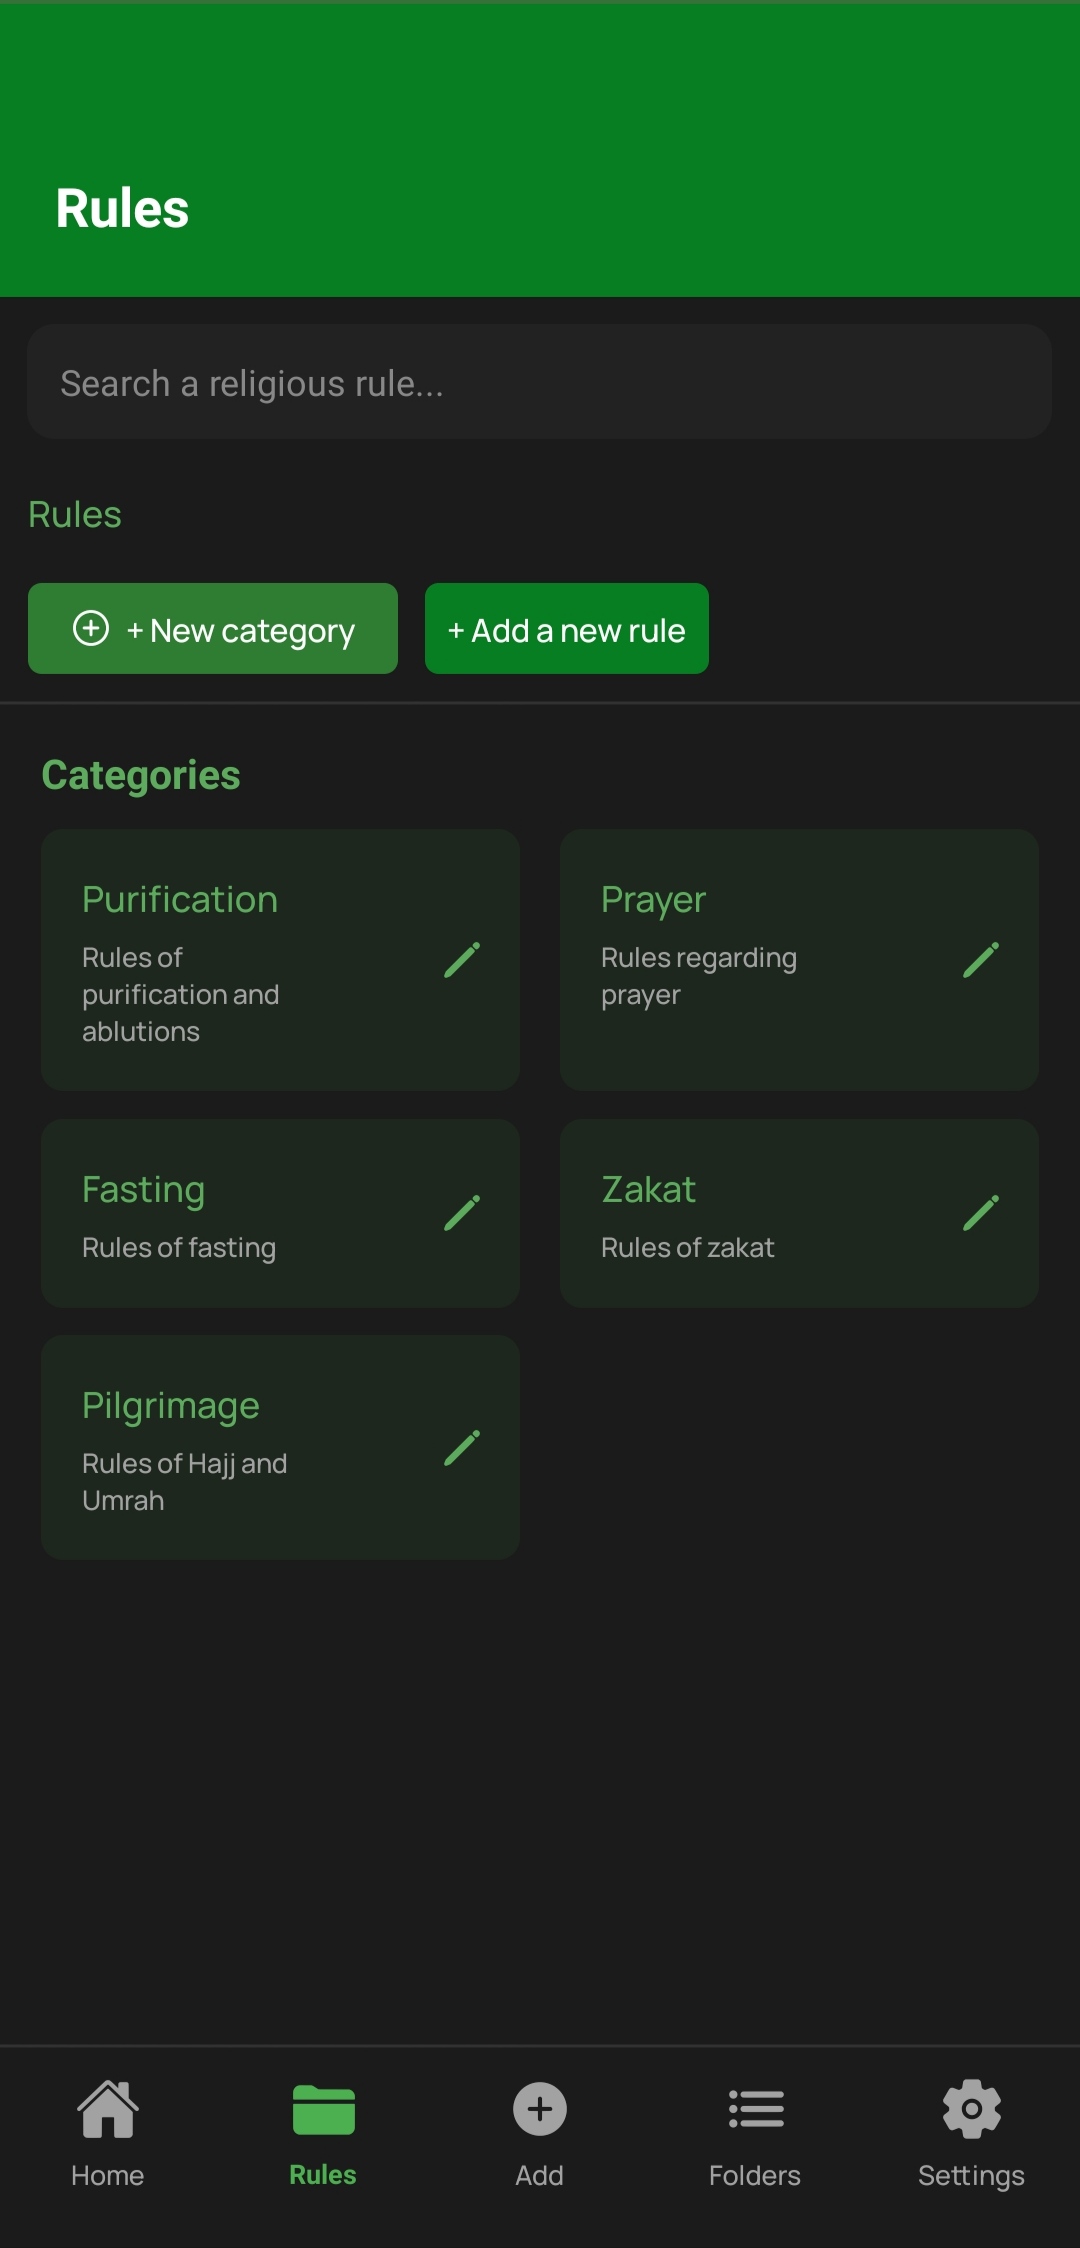 Rules
Search a religious rule...
Rules
+ New category
+ Add a new rule
Categories
Purification
Rules of
purification and
ablutions
Prayer
Rules regarding
prayer
Fasting
Rules of fasting
Zakat
Rules of zakat
Pilgrimage
Rules of Hajj and
Umrah
Home
Rules
Add
Folders
Settings